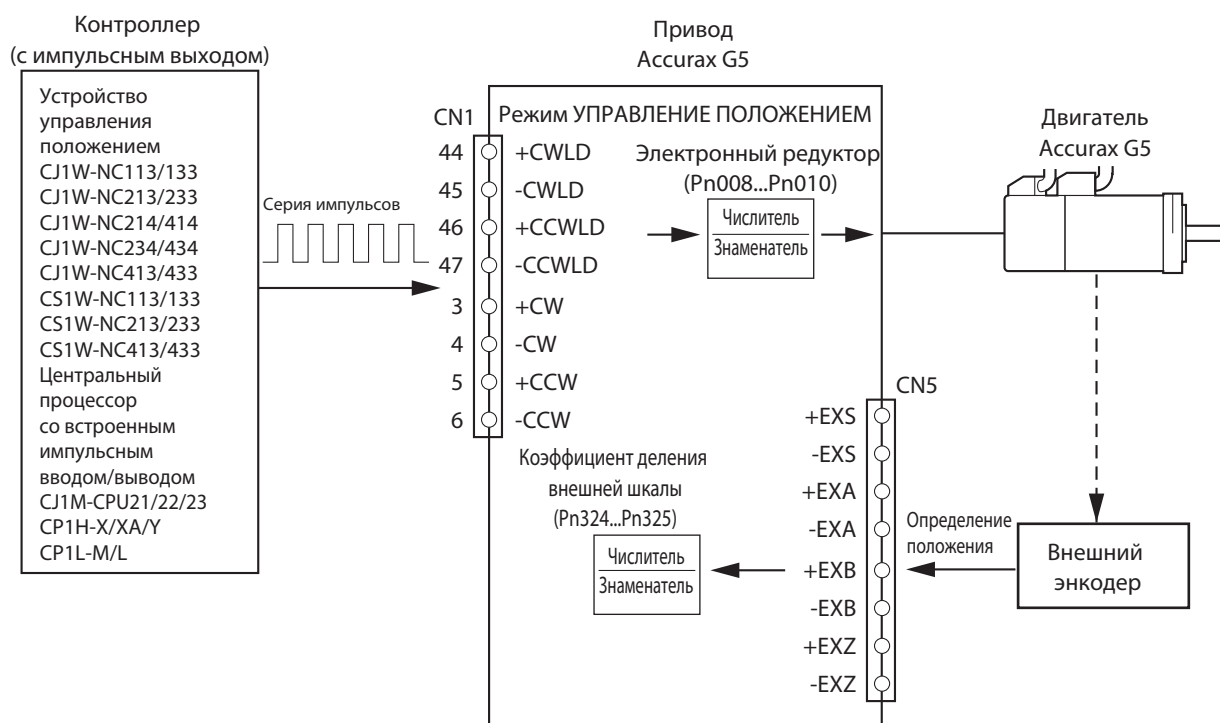 Контроллер
(с импульсным выходом)
Устройство
управления
положением
CJ1W-NC113/133
CJ1W-NC213/233
CJ1W-NC214/414
CJ1W-NC234/434
CJ1W-NC413/433
CS1W-NC113/133
CS1W-NC213/233
CS1W-NC413/433
Центральный
процессор
со встроенным
импульсным
вводом/выводом
CJ1M-CPU21/22/23
CP1H-X/XA/Y
CP1L-M/L
Серия импульсов
Привод
Accurax G5
CN1
Режим УПРАВЛЕНИЕ ПОЛОЖЕНИЕМ
44 +CWLD
45 -CWLD
46 +CCWLD
47 -CCWLD
3 +CW
4 -CW
5 +CCW
6 -CCW
Электронный редуктор
(Pn008...Pn010)
Числитель
Знаменатель
Двигатель
Accurax G5
Коэффициент деления
внешней шкалы
(Pn324...Pn325)
Числитель
Знаменатель
CN5
+EXS
-EXS
+EXA
-EXA
+EXB
-EXB
+EXZ
-EXZ
Определение
положения
Внешний
энкодер